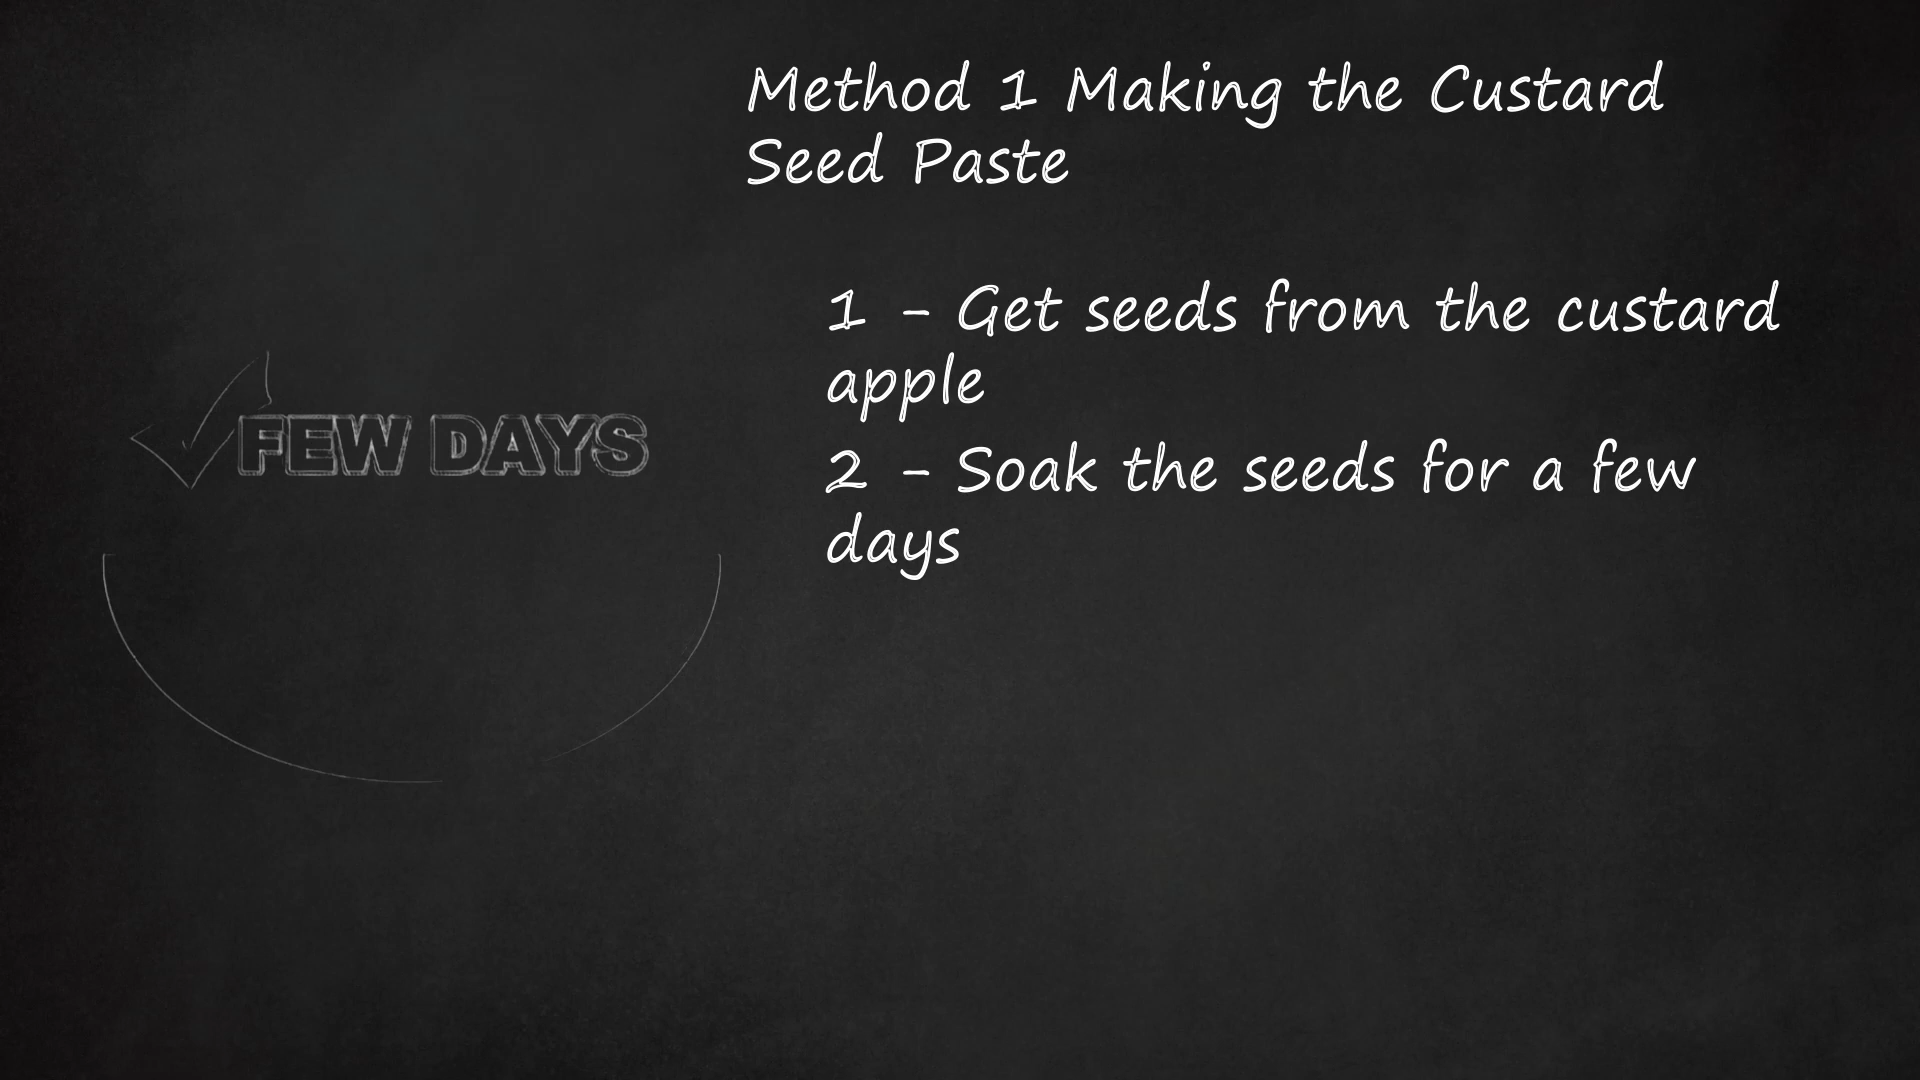 Method 1 Making the Custard
Seed Paste
1 - Get seeds from the custard
apple
2 - Soak the seeds for a few
days
FEW DAYS